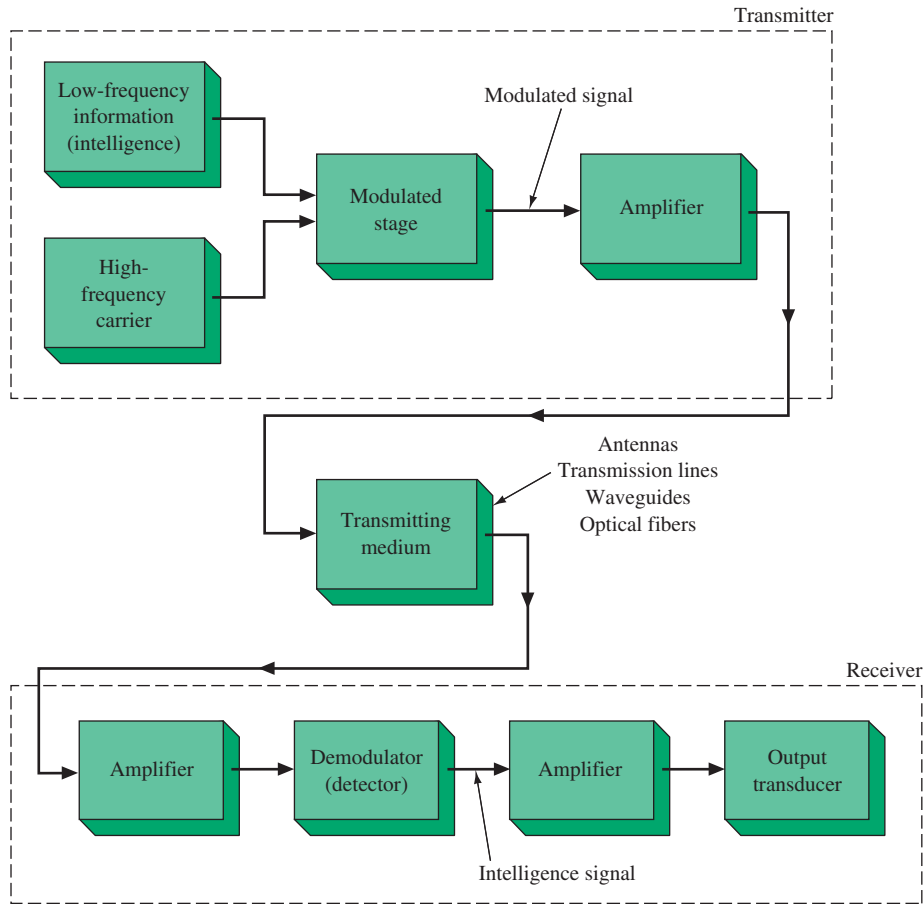 Transmitter
Low-frequency
information
(intelligence)
High-
frequency
carrier
Modulated
stage
Modulated signal
Amplifier
Antennas
Transmission lines
Waveguides
Optical fibers
Transmitting
medium
Receiver
Amplifier
Demodulator
(detector)
Intelligence signal
Amplifier
Output
transducer